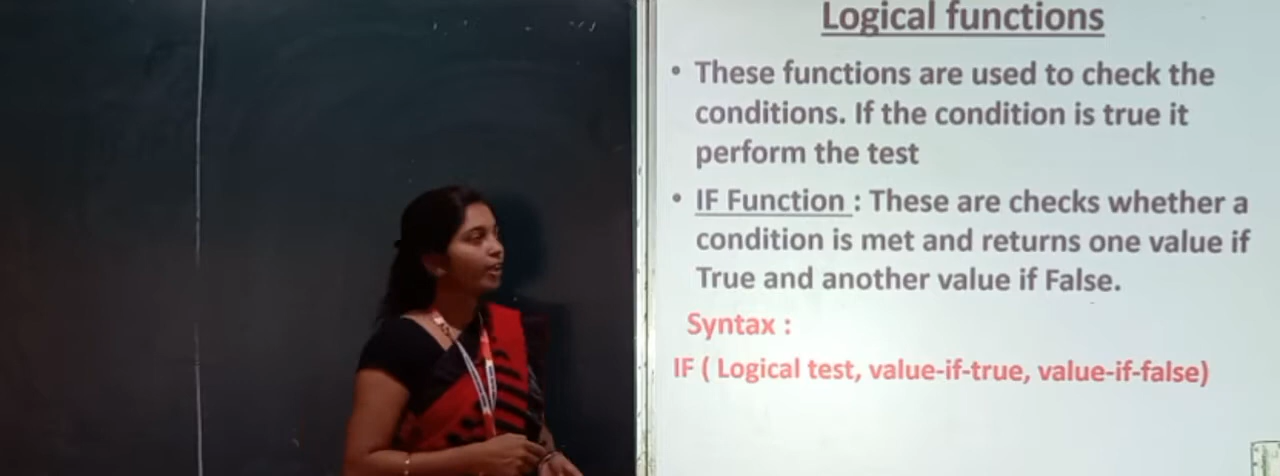 Logical functions
• These functions are used to check the
conditions. If the condition is true it
perform the test
• IF Function : These are checks whether a
condition is met and returns one value if
True and another value if False.
Syntax :
IF ( Logical test, value-if-true, value-if-false)